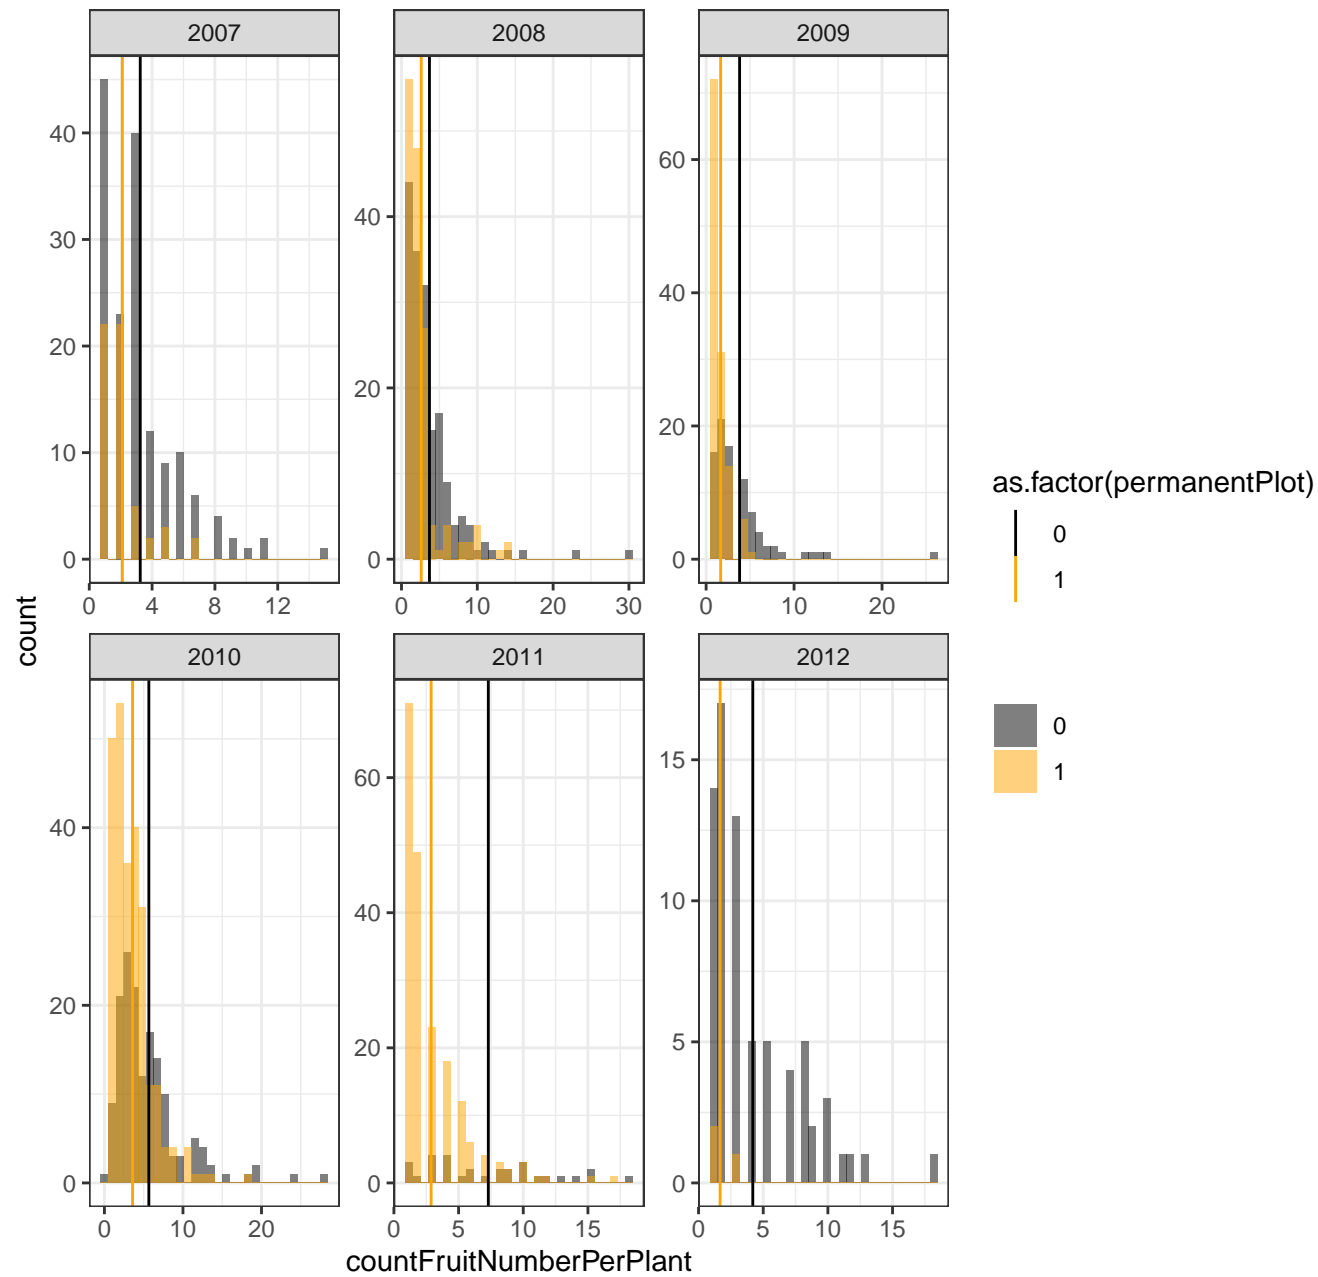 2007 2008 2009
40 30 20 10 0
0 4 8 12
40 20 0
0 10 20 30
60 40 20 0
0 10 20
count
2010 2011 2012
40 20 0
0 10 20
60 40 20 0
0 5 10 15
15 10 5 0
0 5 10 15
countFruitNumberPerPlant
as.factor(permanentPlot)
0
1
0
1